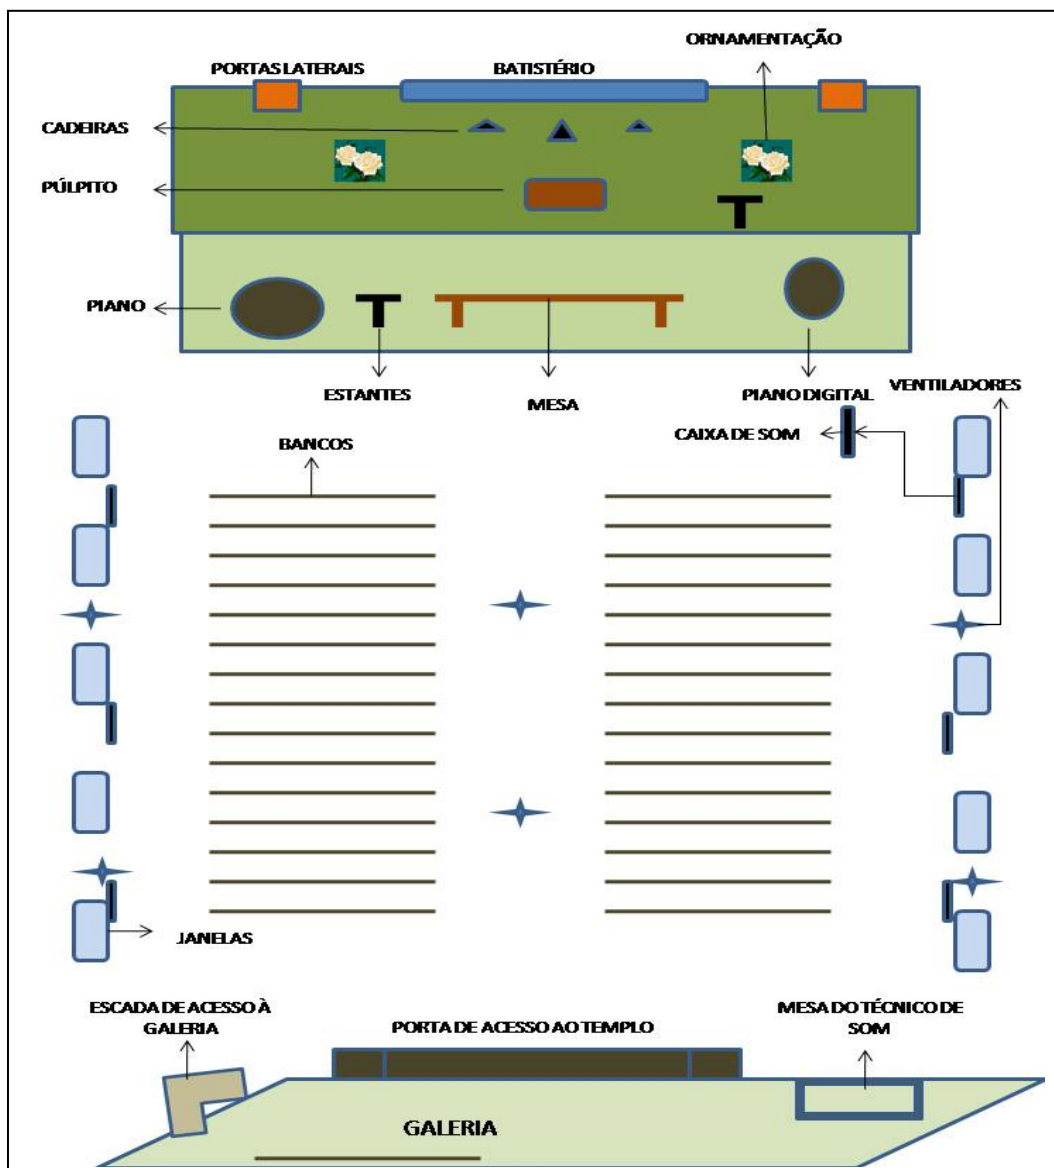 ORNAMENTAÇÃO
PORTAS LATERAIS
BATISTÉRIO
CADEIRAS
PÚLPITO
PIANO
ESTANTES
MESA
PIANO DIGITAL
VENTILADORES
CAIXA DE SOM
BANCOS
JANELAS
ESCADA DE ACESSO À
GALERIA
PORTA DE ACESSO AO TEMPLO
MESA DO TÉCNICO DE
SOM
GALERIA